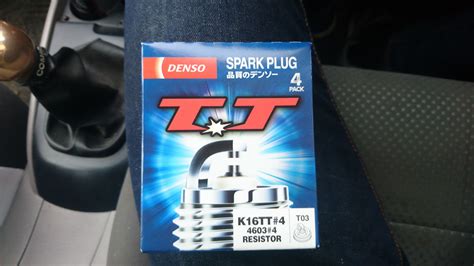 DENSO
SPARK PLUG
品質のデンソー
4
PACK
TT
K16TT#4
4603#4
RESISTOR
T03